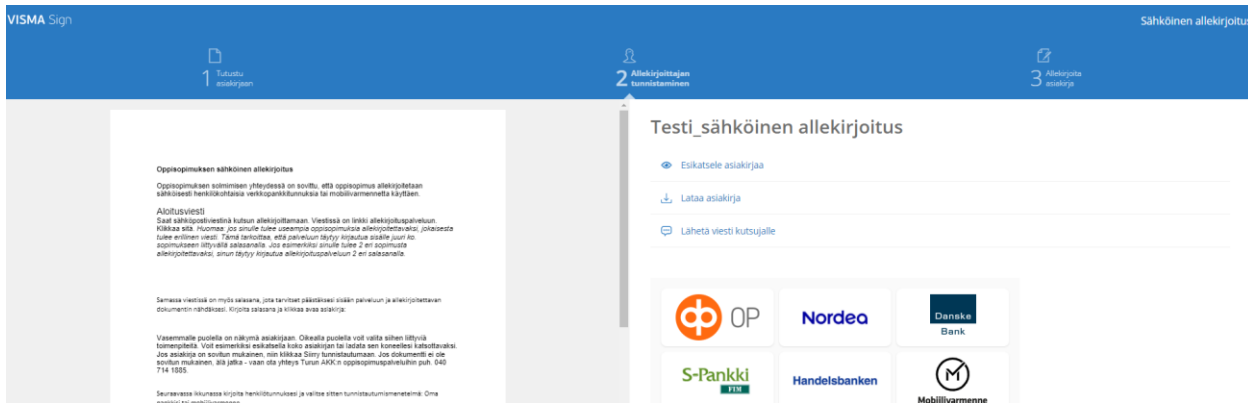 VISMA Sign
Sähköinen allekirjoitus
1 Tutustu
asiakirjaan
2 Allekirjoittajan
tunnistaminen
3 Allekirjoita
asiakirja
Oppisopimuksen sähköinen allekirjoitus
Oppisopimuksen solmimisen yhteydessä on sovittu, että oppisopimus allekirjoitetaan
sähköisesti henkilökohtaisia verkkopankkitunnuksia tai mobiilivarmennetta käyttäen.
Aloitusviesti
Saat sähköpostiviestinä kutsun allekirjoittamaan. Viestissä on linkki allekirjoituspalveluun.
Klikkaa sitä. Huomaa: jos sinulle tulee useampia oppisopimuksia allekirjoitettavaksi, jokaisesta
tulee erillinen viesti. Tämä tarkoittaa, että palveluun täytyy kirjautua sisälle juuri ko.
sopimukseen liittyvällä salasanalla. Jos esimerkiksi sinulle tulee 2 eri sopimusta
allekirjoitettavaksi, sinun täytyy kirjautua allekirjoituspalveluun 2 eri salasanalla.
Samassa viestissä on myös salasana, jota tarvitset päästäksesi sisään palveluun ja allekirjoitettavan
dokumentin nähdäksesi. Kirjoita salasana ja klikkaa avaa asiakirja:
Vasemmalle puolella on näkymä asiakirjaan. Oikealla puolella voit valita siihen liittyviä
toimenpiteitä. Voit esimerkiksi esikatsella koko asiakirjan tai ladata sen koneellesi katsottavaksi.
Jos asiakirja on sovitun mukainen, niin klikkaa Siirry tunnistautumaan. Jos dokumentti ei ole
sovitun mukainen, älä jatka - vaan ota yhteys Turun AKK:n oppisopimuspalveluihin puh. 040
714 1885.
Seuraavassa ikkunassa kirjoita henkilötunnuksesi ja valitse sitten tunnistautumismenetelmä: Oma
pankkisi tai mobiilivarmenne
Testi_sähköinen allekirjoitus
Esikatsele asiakirjaa
Lataa asiakirja
Lähetä viesti kutsujalle
OP
Nordea
Danske
Bank
S-Pankki
FIM
Handelsbanken
Mobiilivarmenne